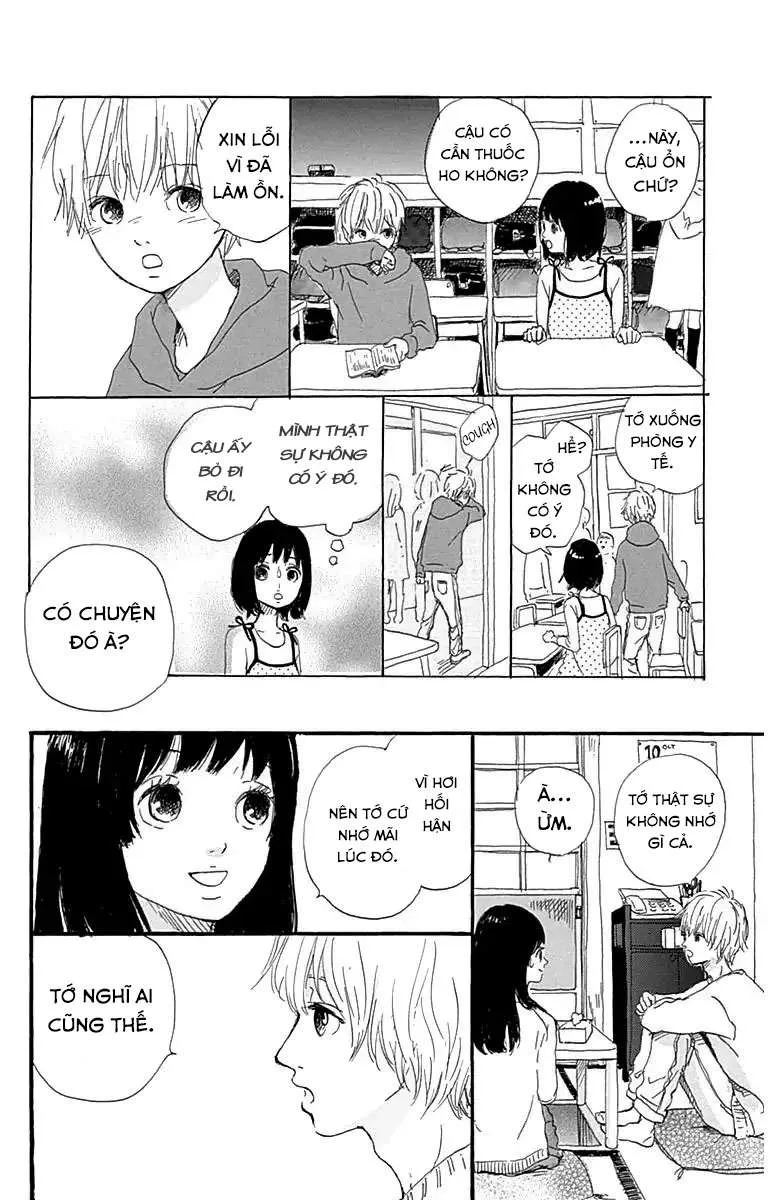 ...NÀY,
CẬU ỔN
CHỨ?
CẬU CÓ
CẦN THUỐC
HO KHÔNG?
XIN LỖI
VÌ ĐÃ
LÀM ỒN.
TỚ XUỐNG
PHÓNG Y
TẾ.
HỂ?
TỚ
KHÔNG
CÓ Ý
ĐÓ.
COUGH
MÌNH THẬT
SỰ KHÔNG
CÓ Ý ĐÓ.
CẬU ẤY
BỎ ĐI
RỒI.
CÓ CHUYỆN
ĐÓ À?
10 OCT
TỚ THẬT SỰ
KHÔNG NHỚ
GÌ CẢ.
À...
ỪM.
VÌ HƠI
HỐI
HẬN
NÊN TỚ CỨ
NHỚ MÃI
LÚC ĐÓ.
TỚ NGHĨ AI
CŨNG THẾ.